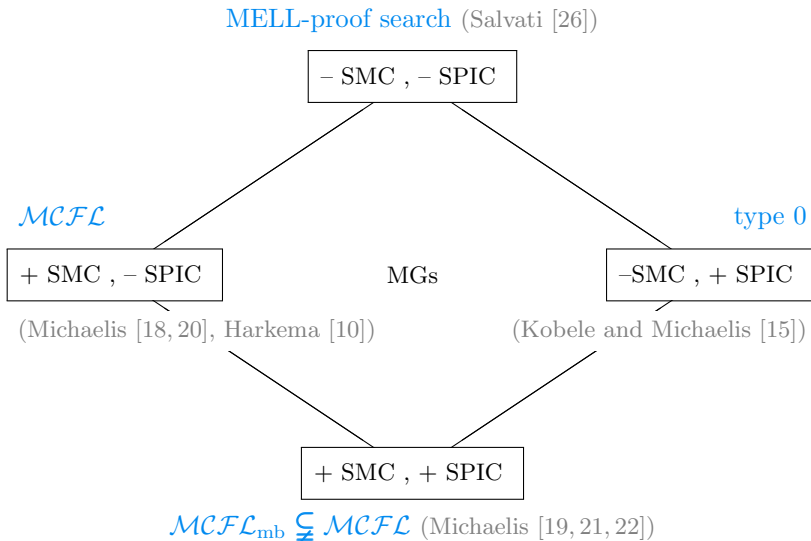 MELL-proof search (Salvati [26])
– SMC , – SPIC
MCFL
type 0
+ SMC , – SPIC
MGs
–SMC , + SPIC
(Michaelis [18, 20], Harkema [10])
(Kobele and Michaelis [15])
+ SMC , + SPIC
MCFL_mb ⫋ MCFL (Michaelis [19, 21, 22])